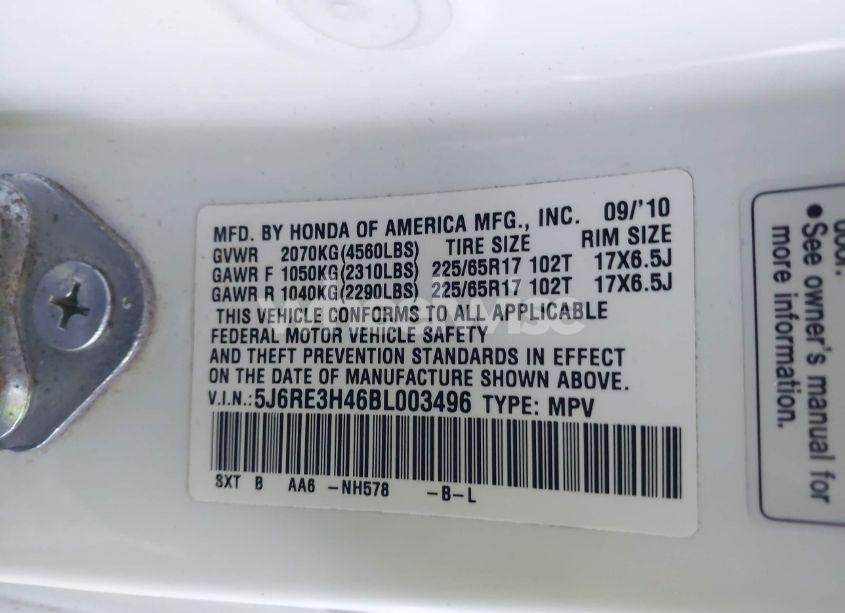 MFD. BY HONDA OF AMERICA MFG., INC. 09/'10
GVWR 2070KG(4560LBS) TIRE SIZE RIM SIZE
GAWR F 1050KG(2310LBS) 225/65R17 102T 17X6.5J
GAWR R 1040KG(2290LBS) 225/65R17 102T 17X6.5J
THIS VEHICLE CONFORMS TO ALL APPLICABLE
FEDERAL MOTOR VEHICLE SAFETY
AND THEFT PREVENTION STANDARDS IN EFFECT
ON THE DATE OF MANUFACTURE SHOWN ABOVE.
V.I.N.: 5J6RE3H46BL003496 TYPE: MPV
SXT B AA6 -NH578 -B-L
door.
• See owner's manual for
more information.